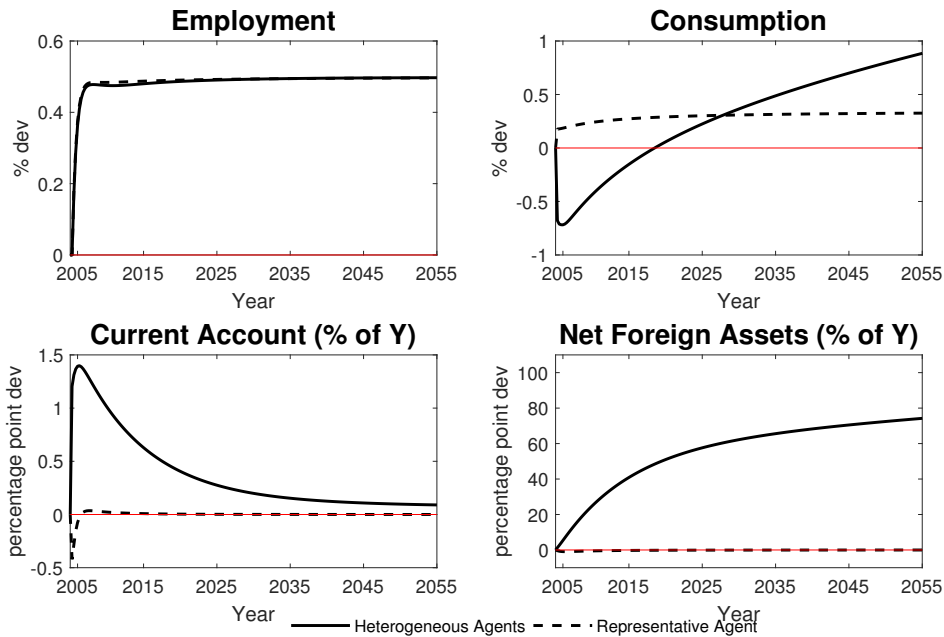 Employment
0.6
0.4
0.2
0
% dev
2005 2015 2025 2035 2045 2055
Year
Consumption
1
0.5
0
-0.5
-1
% dev
2005 2015 2025 2035 2045 2055
Year
Current Account (% of Y)
1.5
1
0.5
0
-0.5
percentage point dev
2005 2015 2025 2035 2045 2055
Year
Net Foreign Assets (% of Y)
100
80
60
40
20
0
percentage point dev
2005 2015 2025 2035 2045 2055
Year
Heterogeneous Agents Representative Agent